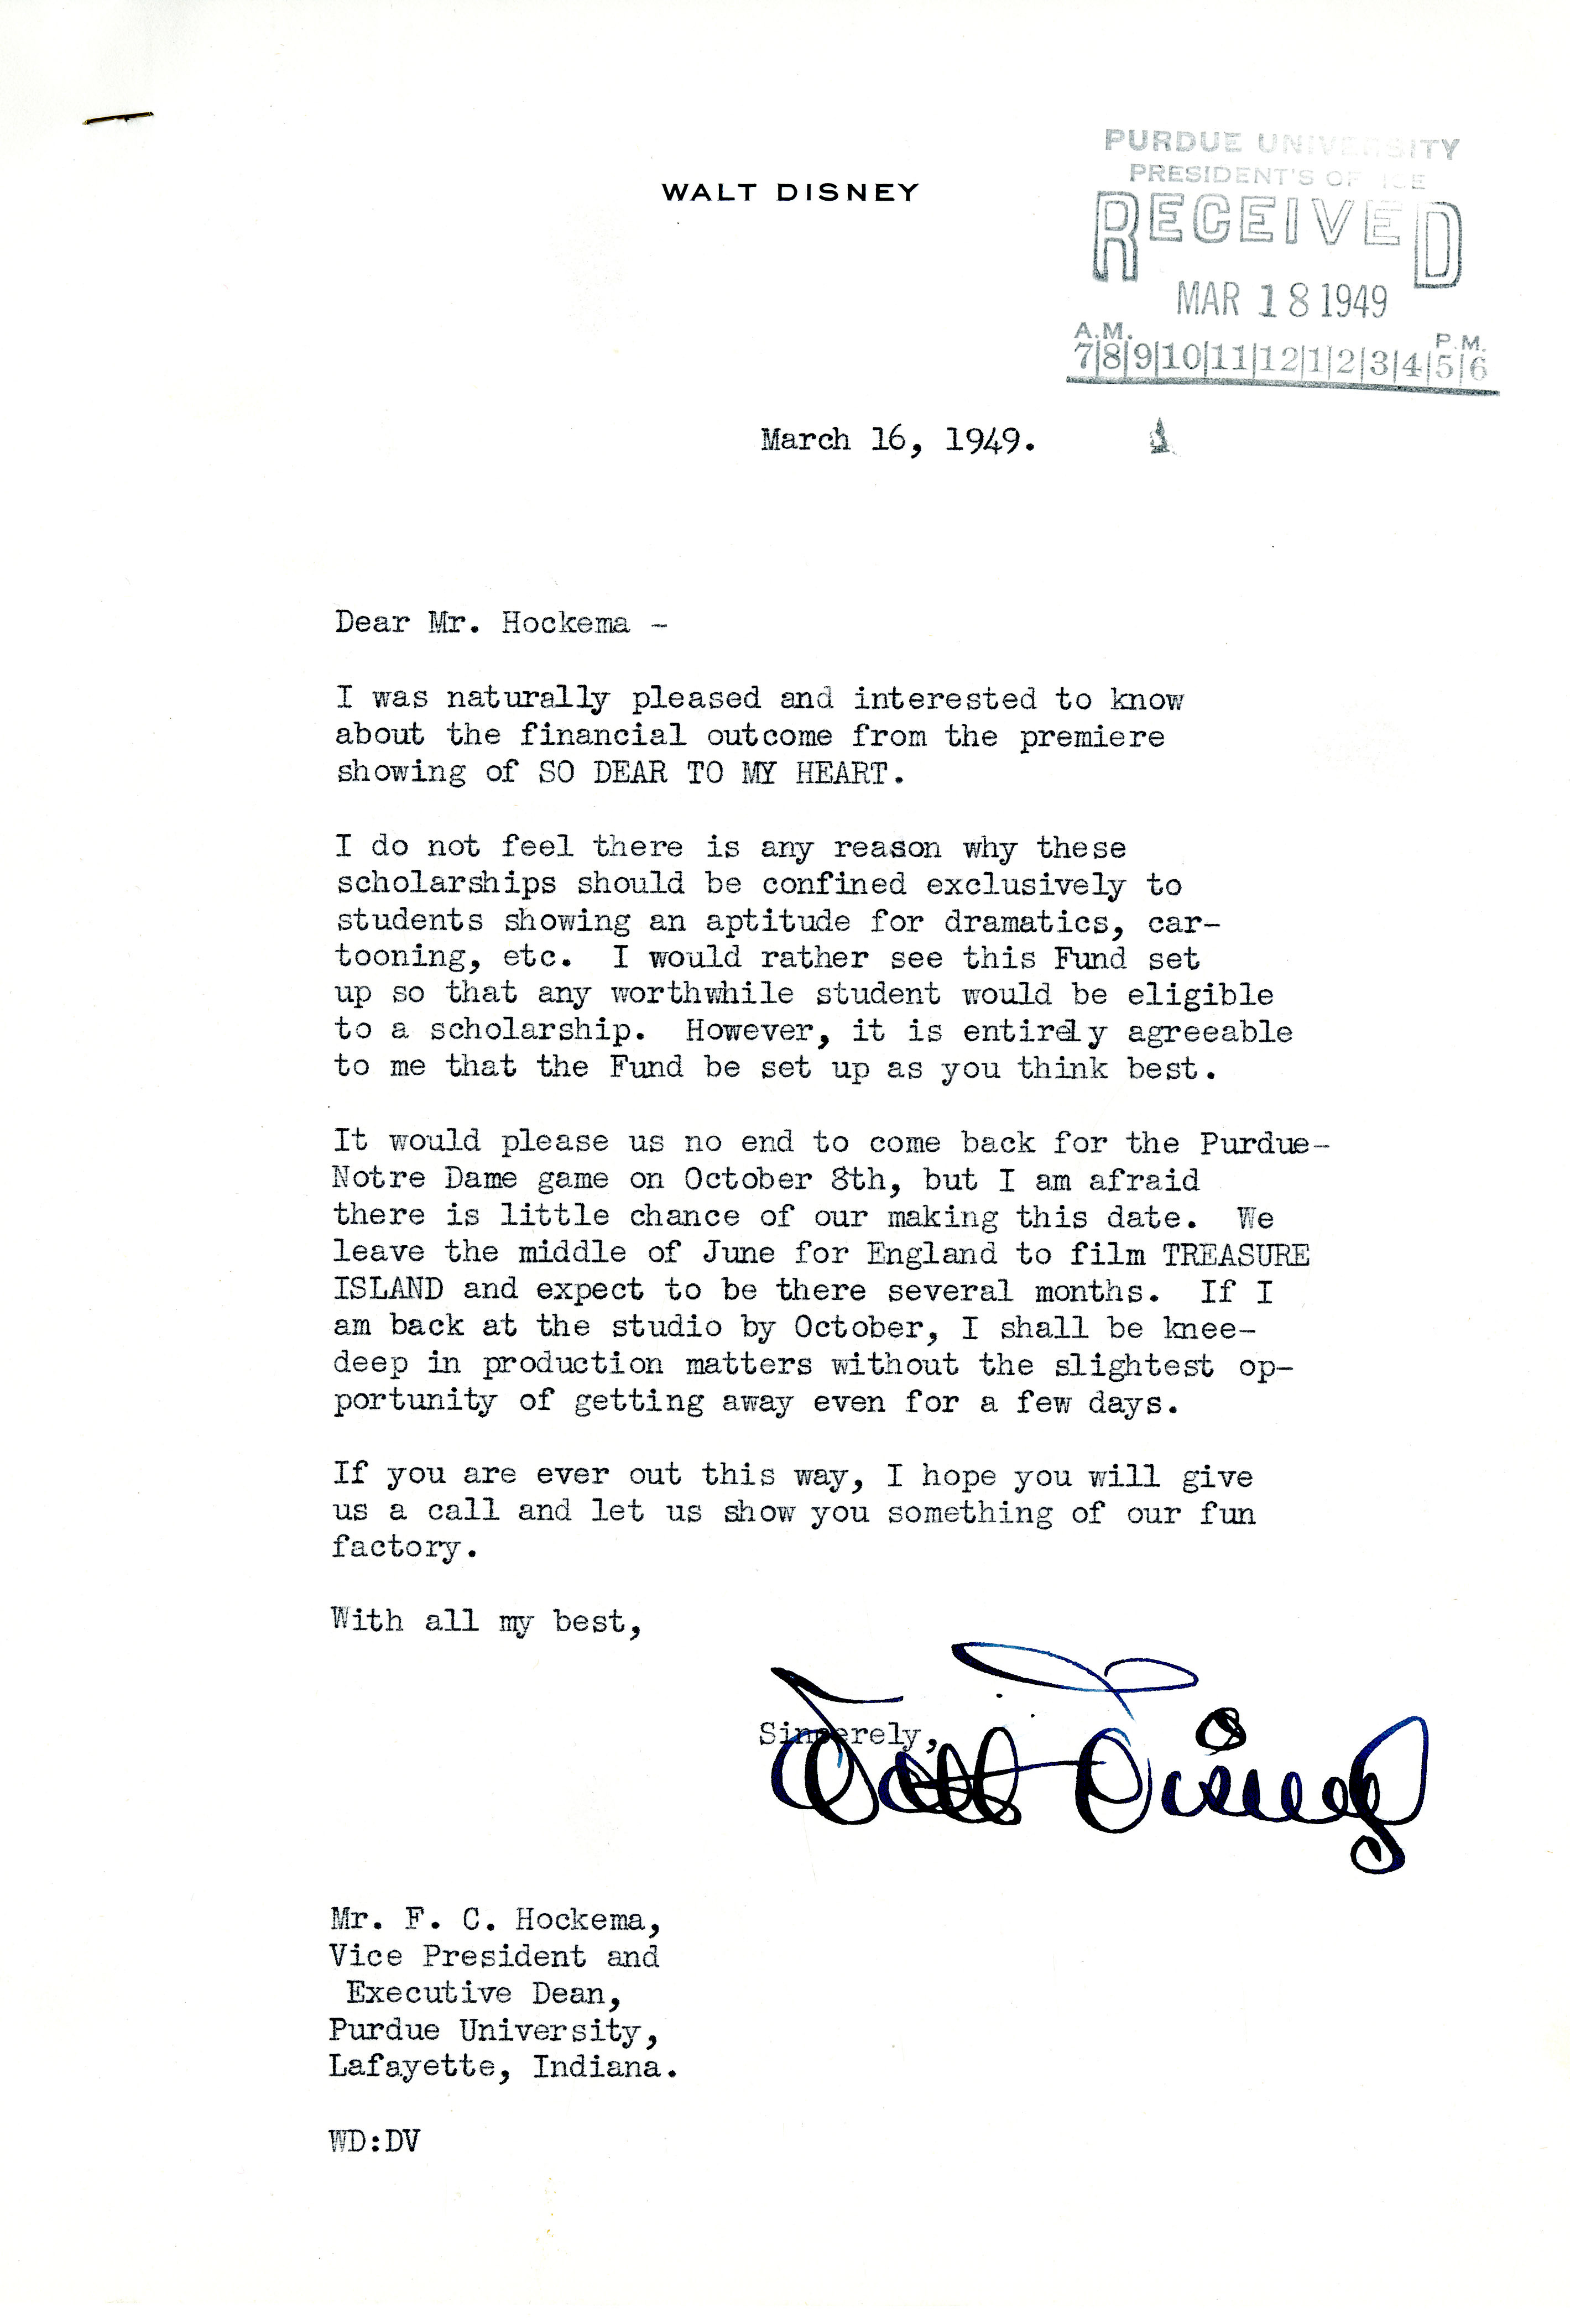 WALT DISNEY
PURDUE UNIVERSITY
PRESIDENT'S OFFICE
RECEIVED
MAR 18 1949
A.M. P.M.
7|8|9|10|11|12|1|2|3|4|5|6
March 16, 1949.
Dear Mr. Hockema -
I was naturally pleased and interested to know
about the financial outcome from the premiere
showing of SO DEAR TO MY HEART.
I do not feel there is any reason why these
scholarships should be confined exclusively to
students showing an aptitude for dramatics, car-
tooning, etc.  I would rather see this Fund set
up so that any worthwhile student would be eligible
to a scholarship.  However, it is entirely agreeable
to me that the Fund be set up as you think best.
It would please us no end to come back for the Purdue-
Notre Dame game on October 8th, but I am afraid
there is little chance of our making this date.  We
leave the middle of June for England to film TREASURE
ISLAND and expect to be there several months.  If I
am back at the studio by October, I shall be knee-
deep in production matters without the slightest op-
portunity of getting away even for a few days.
If you are ever out this way, I hope you will give
us a call and let us show you something of our fun
factory.
With all my best,
Sincerely,
Walt Disney
Mr. F. C. Hockema,
Vice President and
Executive Dean,
Purdue University,
Lafayette, Indiana.
WD:DV